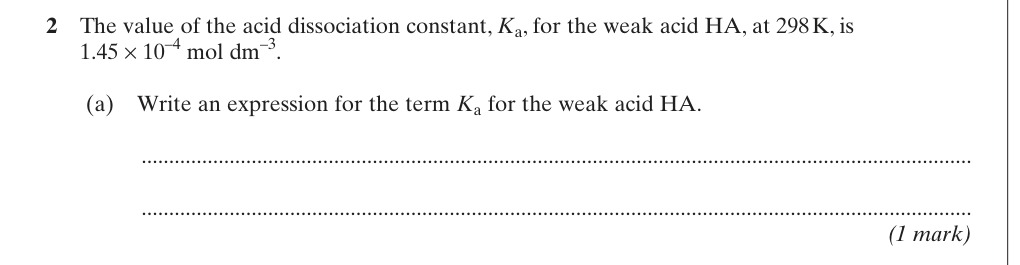 2 The value of the acid dissociation constant, Kₐ, for the weak acid HA, at 298 K, is
1.45 × 10⁻⁴ mol dm⁻³.
(a) Write an expression for the term Kₐ for the weak acid HA.
(1 mark)